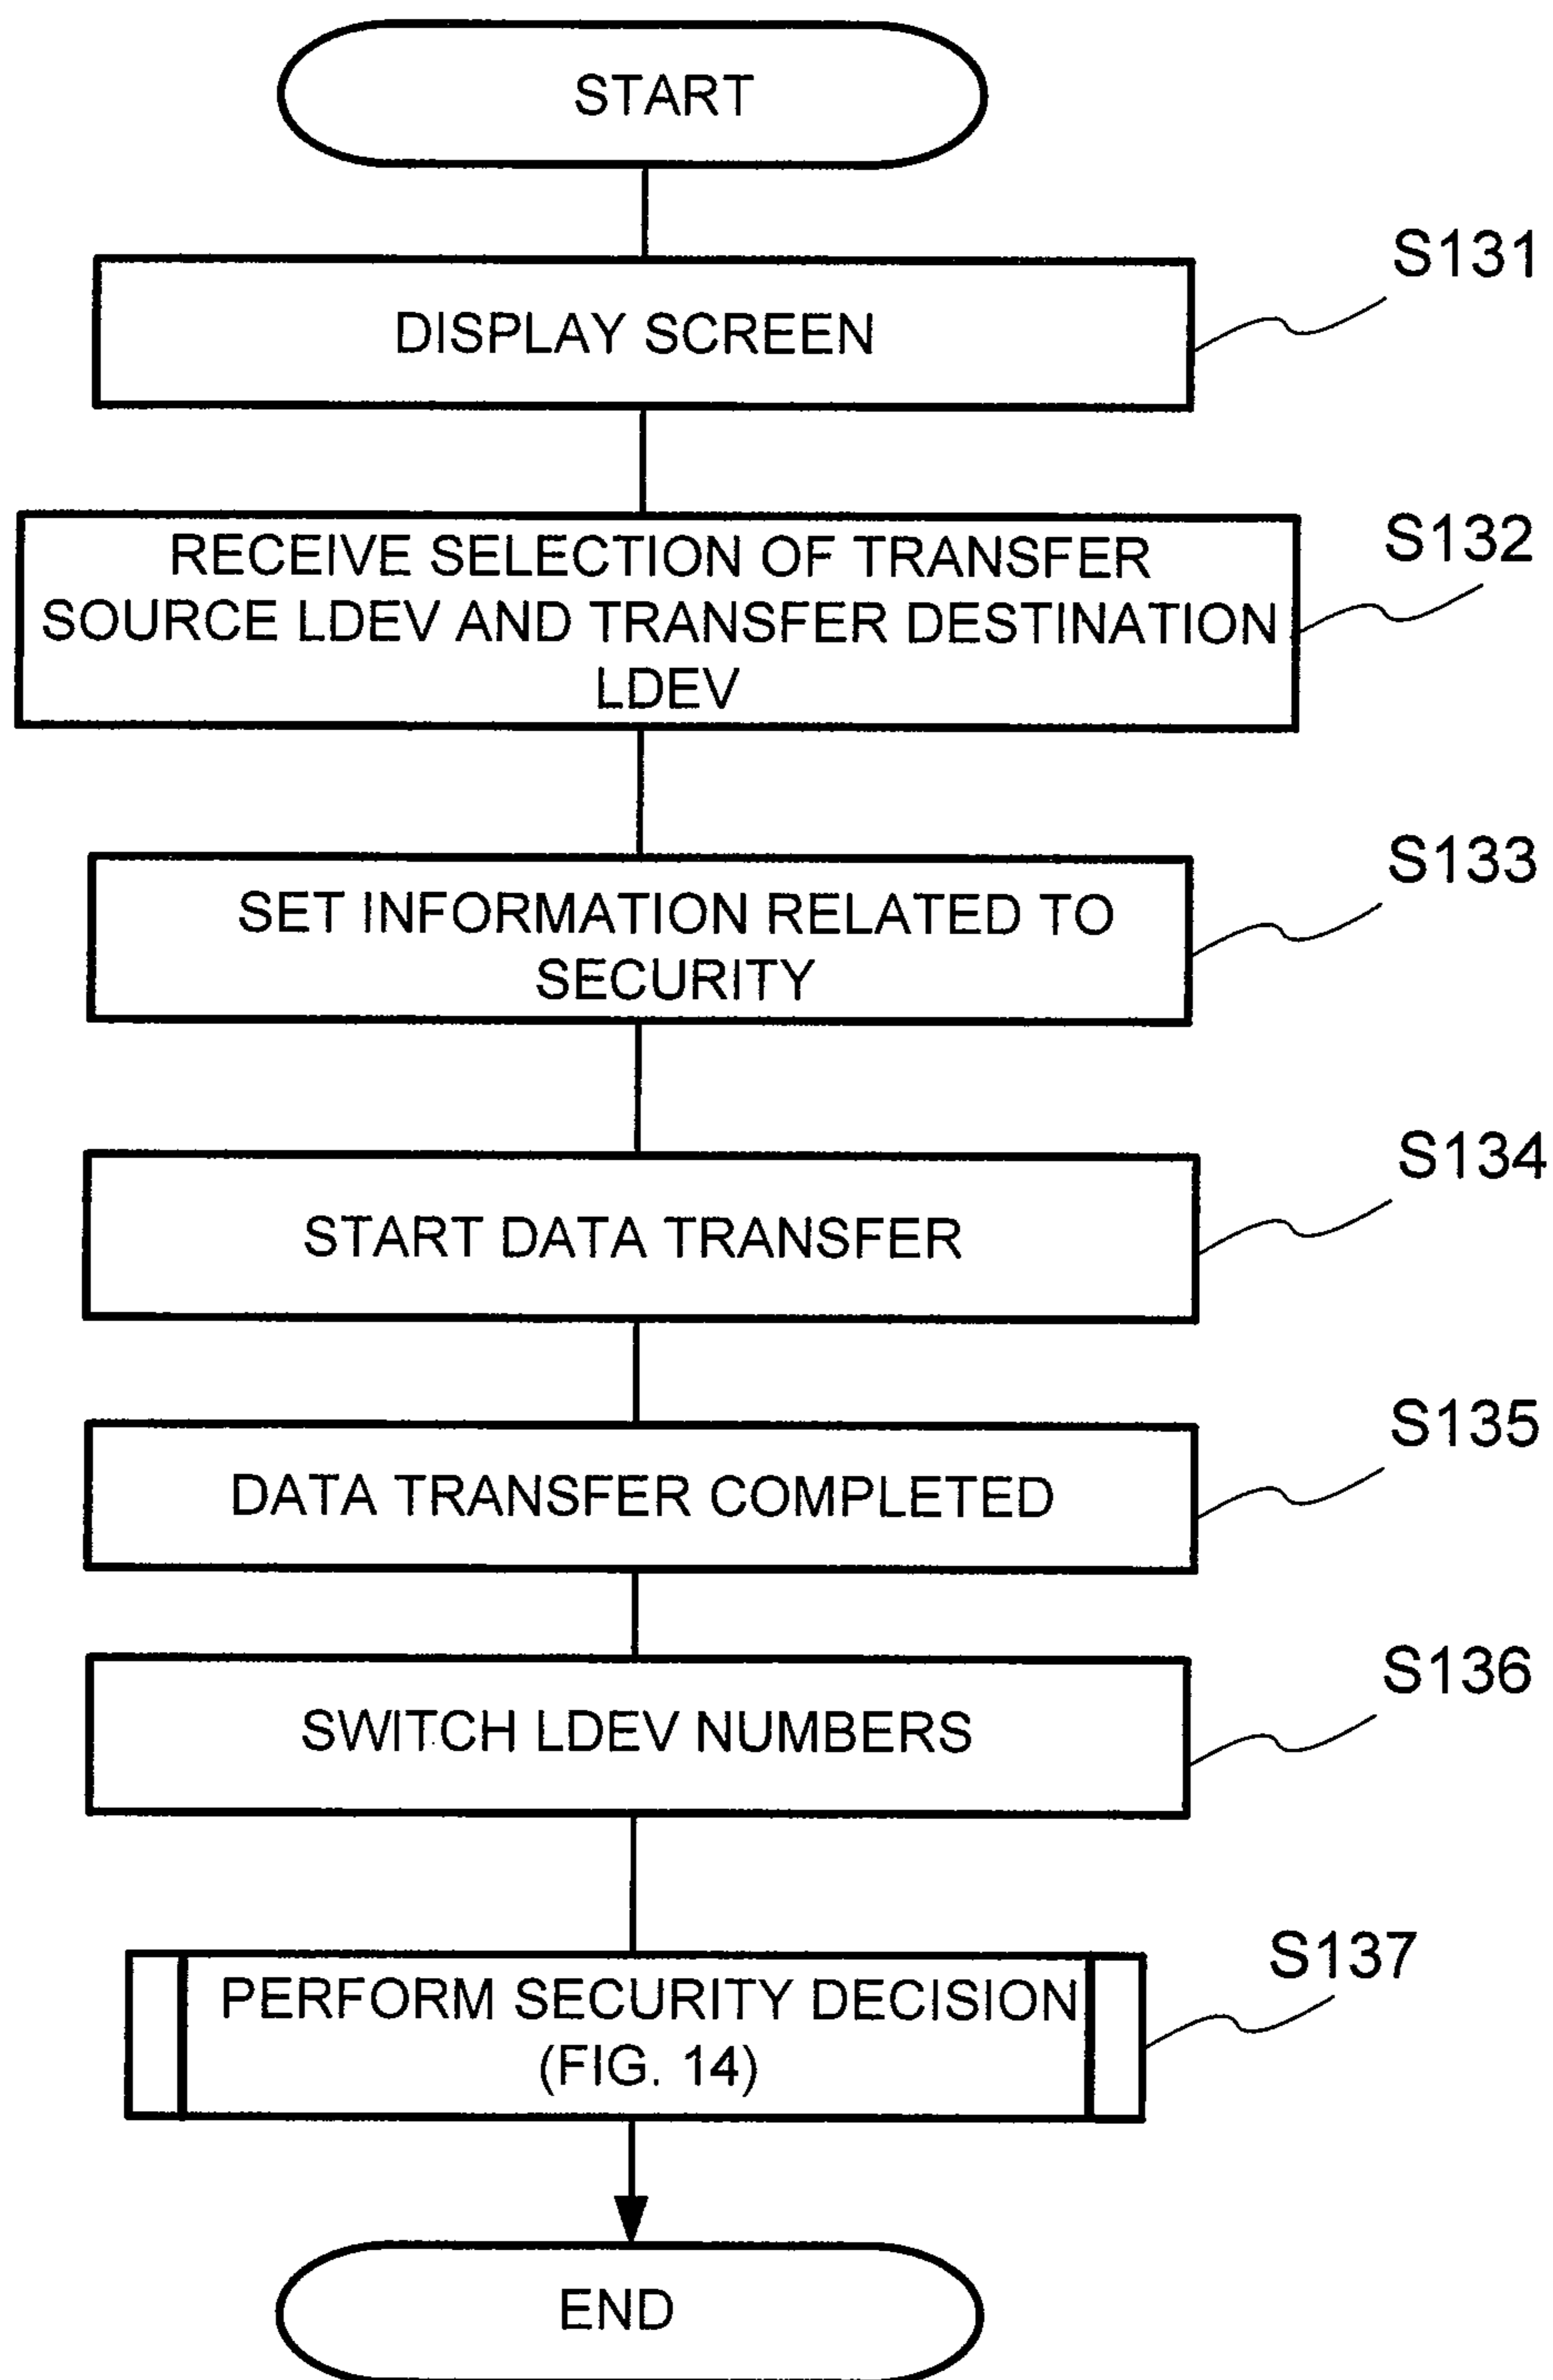 START
S131
DISPLAY SCREEN
S132
RECEIVE SELECTION OF TRANSFER
SOURCE LDEV AND TRANSFER DESTINATION
LDEV
S133
SET INFORMATION RELATED TO
SECURITY
S134
START DATA TRANSFER
S135
DATA TRANSFER COMPLETED
S136
SWITCH LDEV NUMBERS
S137
PERFORM SECURITY DECISION
(FIG. 14)
END